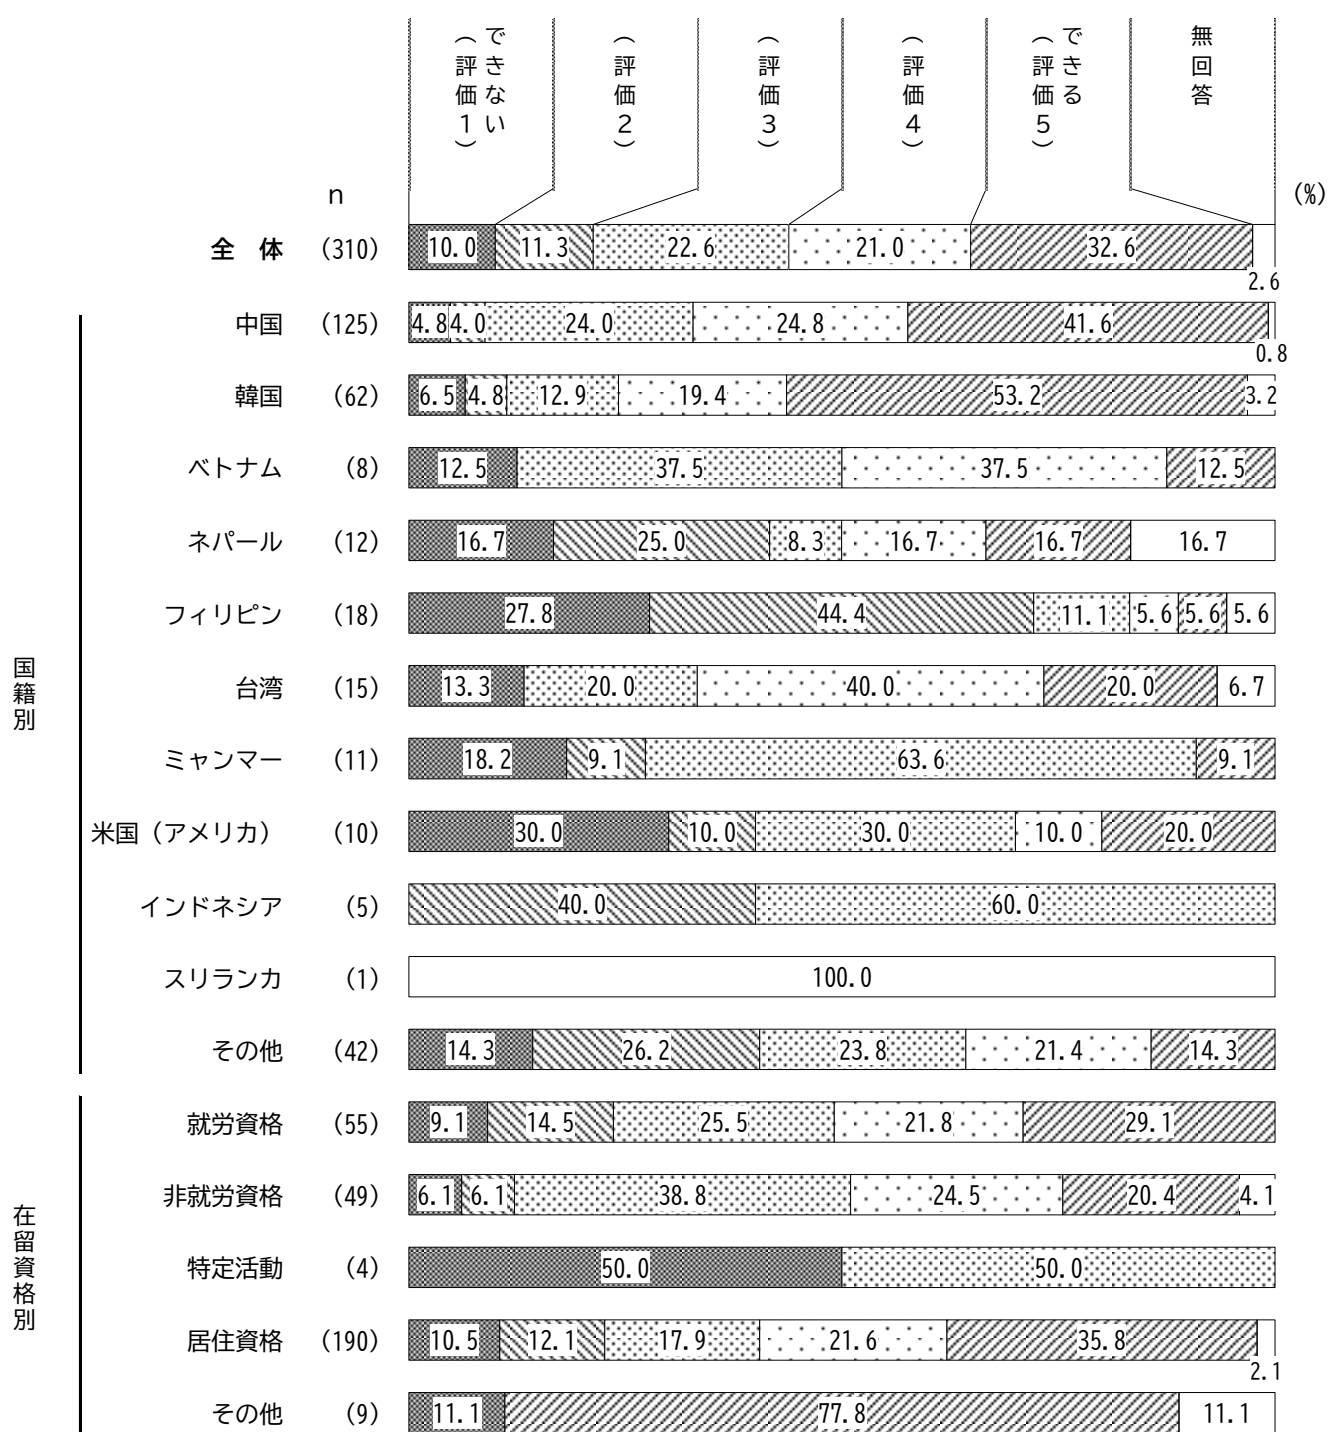 できない（評価１）
（評価２）
（評価３）
（評価４）
できる（評価５）
無回答
n
(%)
全 体 (310) 10.0 11.3 22.6 21.0 32.6 2.6
国籍別
中国 (125) 4.8 4.0 24.0 24.8 41.6 0.8
韓国 (62) 6.5 4.8 12.9 19.4 53.2 3.2
ベトナム (8) 12.5 37.5 37.5 12.5
ネパール (12) 16.7 25.0 8.3 16.7 16.7 16.7
フィリピン (18) 27.8 44.4 11.1 5.6 5.6 5.6
台湾 (15) 13.3 20.0 40.0 20.0 6.7
ミャンマー (11) 18.2 9.1 63.6 9.1
米国（アメリカ） (10) 30.0 10.0 30.0 10.0 20.0
インドネシア (5) 40.0 60.0
スリランカ (1) 100.0
その他 (42) 14.3 26.2 23.8 21.4 14.3
在留資格別
就労資格 (55) 9.1 14.5 25.5 21.8 29.1
非就労資格 (49) 6.1 6.1 38.8 24.5 20.4 4.1
特定活動 (4) 50.0 50.0
居住資格 (190) 10.5 12.1 17.9 21.6 35.8 2.1
その他 (9) 11.1 77.8 11.1